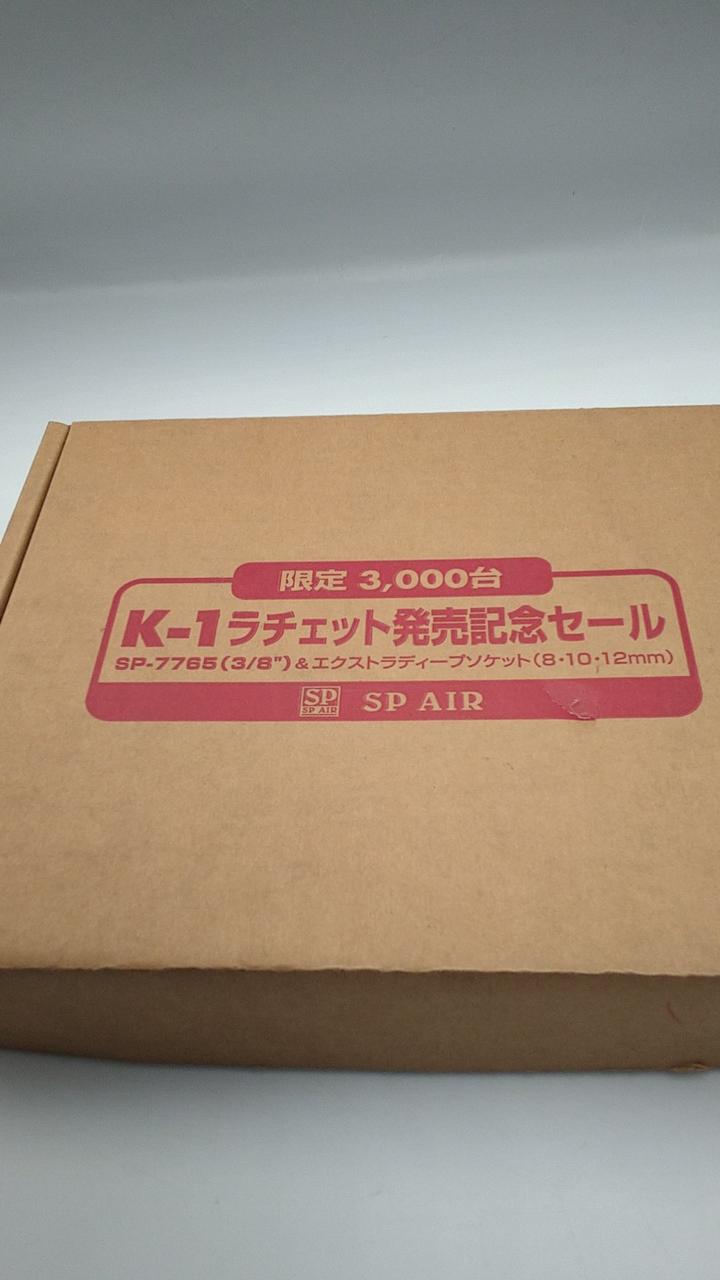 限定 3,000台
K-1ラチェット発売記念セール
SP-7765(3/8")&エクストラディープソケット(8・10・12mm)
SP
SP AIR
SP AIR